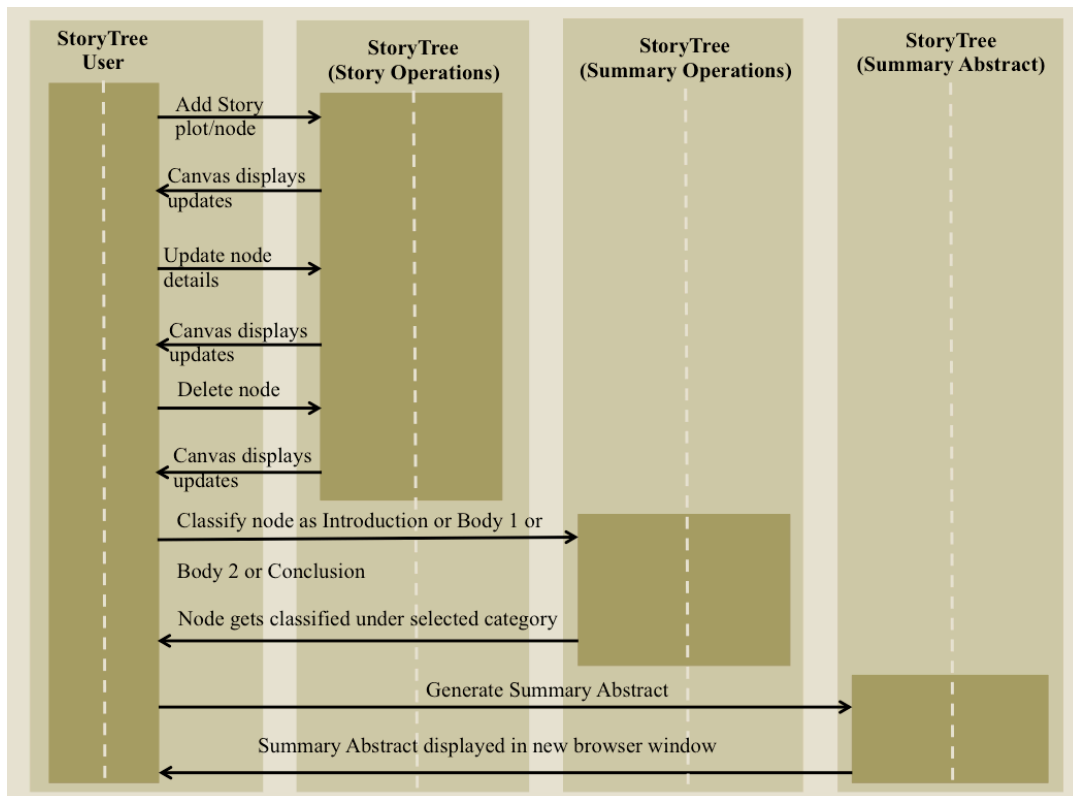 StoryTree
User
StoryTree
(Story Operations)
StoryTree
(Summary Operations)
StoryTree
(Summary Abstract)
Add Story
plot/node
Canvas displays
updates
Update node
details
Canvas displays
updates
Delete node
Canvas displays
updates
Classify node as Introduction or Body 1 or
Body 2 or Conclusion
Node gets classified under selected category
Generate Summary Abstract
Summary Abstract displayed in new browser window